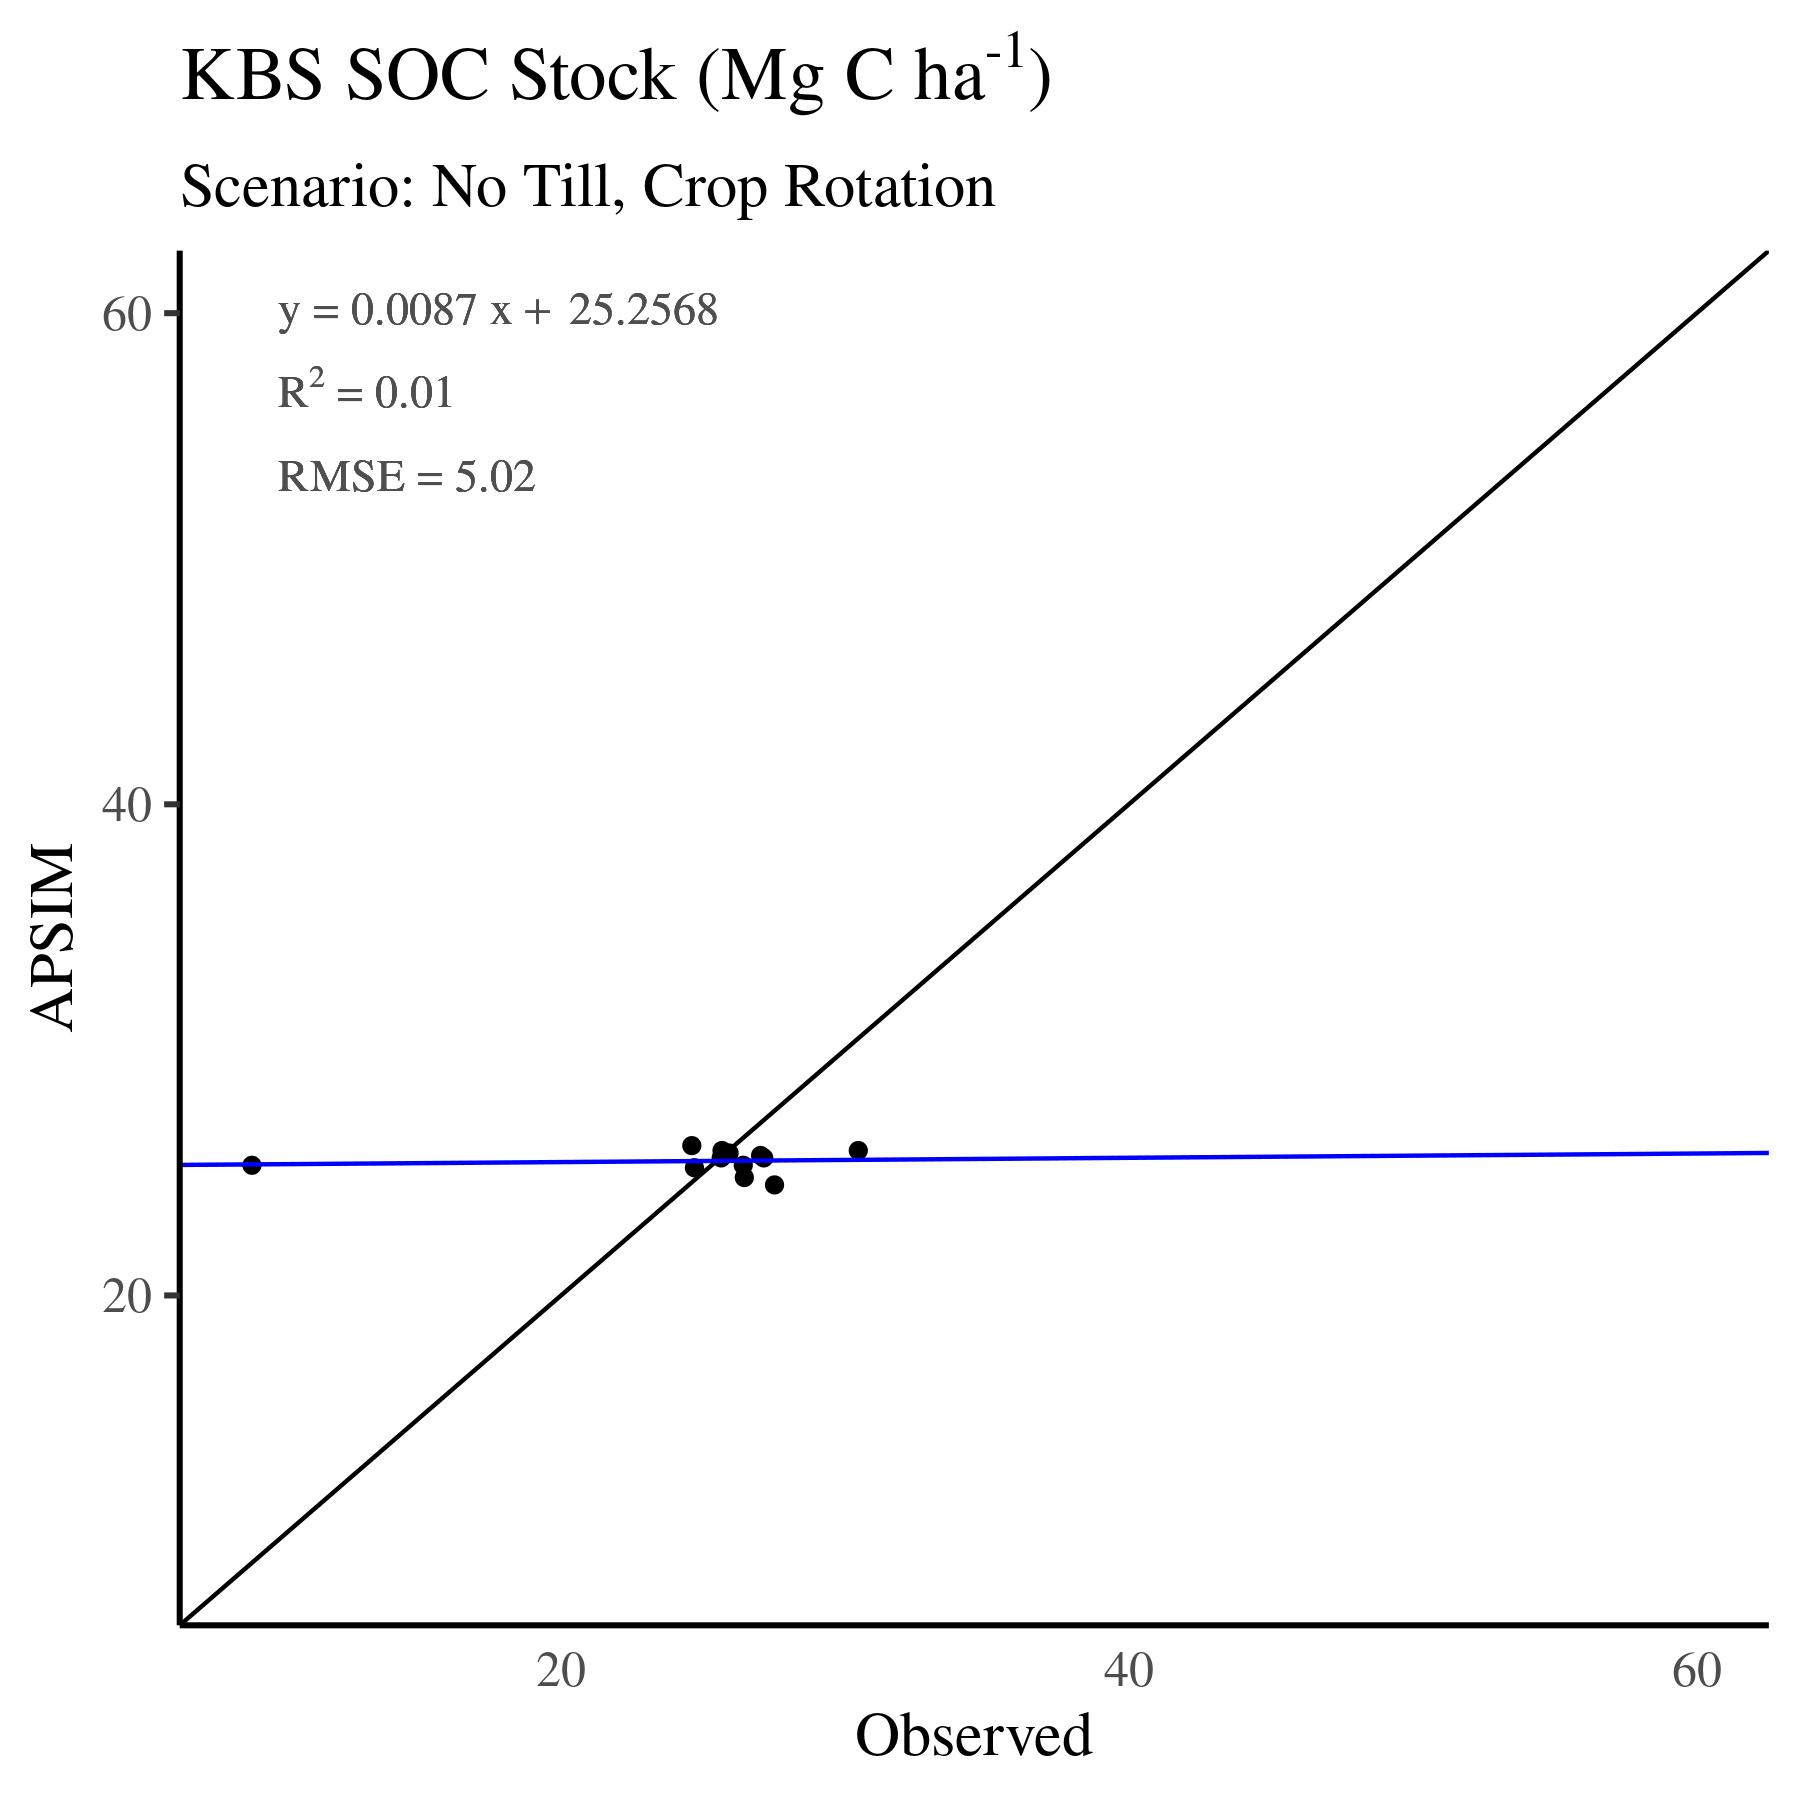 KBS SOC Stock (Mg C ha⁻¹)
Scenario: No Till, Crop Rotation
y = 0.0087 x + 25.2568
R² = 0.01
RMSE = 5.02
60
40
20
APSIM
20 40 60
Observed